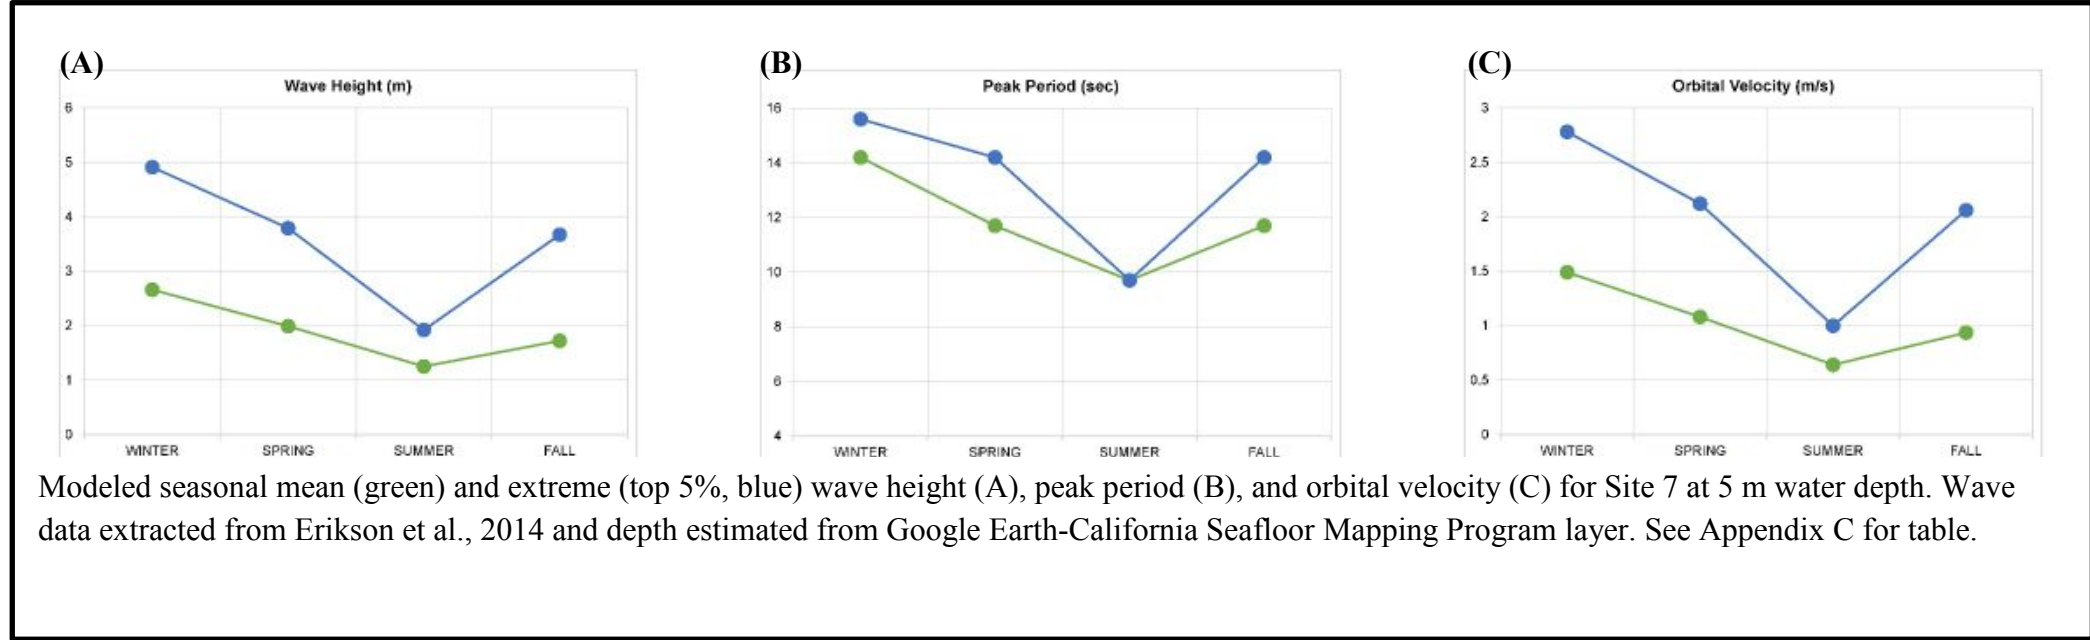 (A)
Wave Height (m)
6
5
4
3
2
1
0
WINTER SPRING SUMMER FALL
(B)
Peak Period (sec)
16
14
12
10
8
6
4
WINTER SPRING SUMMER FALL
(C)
Orbital Velocity (m/s)
3
2.5
2
1.5
1
0.5
0
WINTER SPRING SUMMER FALL
Modeled seasonal mean (green) and extreme (top 5%, blue) wave height (A), peak period (B), and orbital velocity (C) for Site 7 at 5 m water depth. Wave
data extracted from Erikson et al., 2014 and depth estimated from Google Earth-California Seafloor Mapping Program layer. See Appendix C for table.